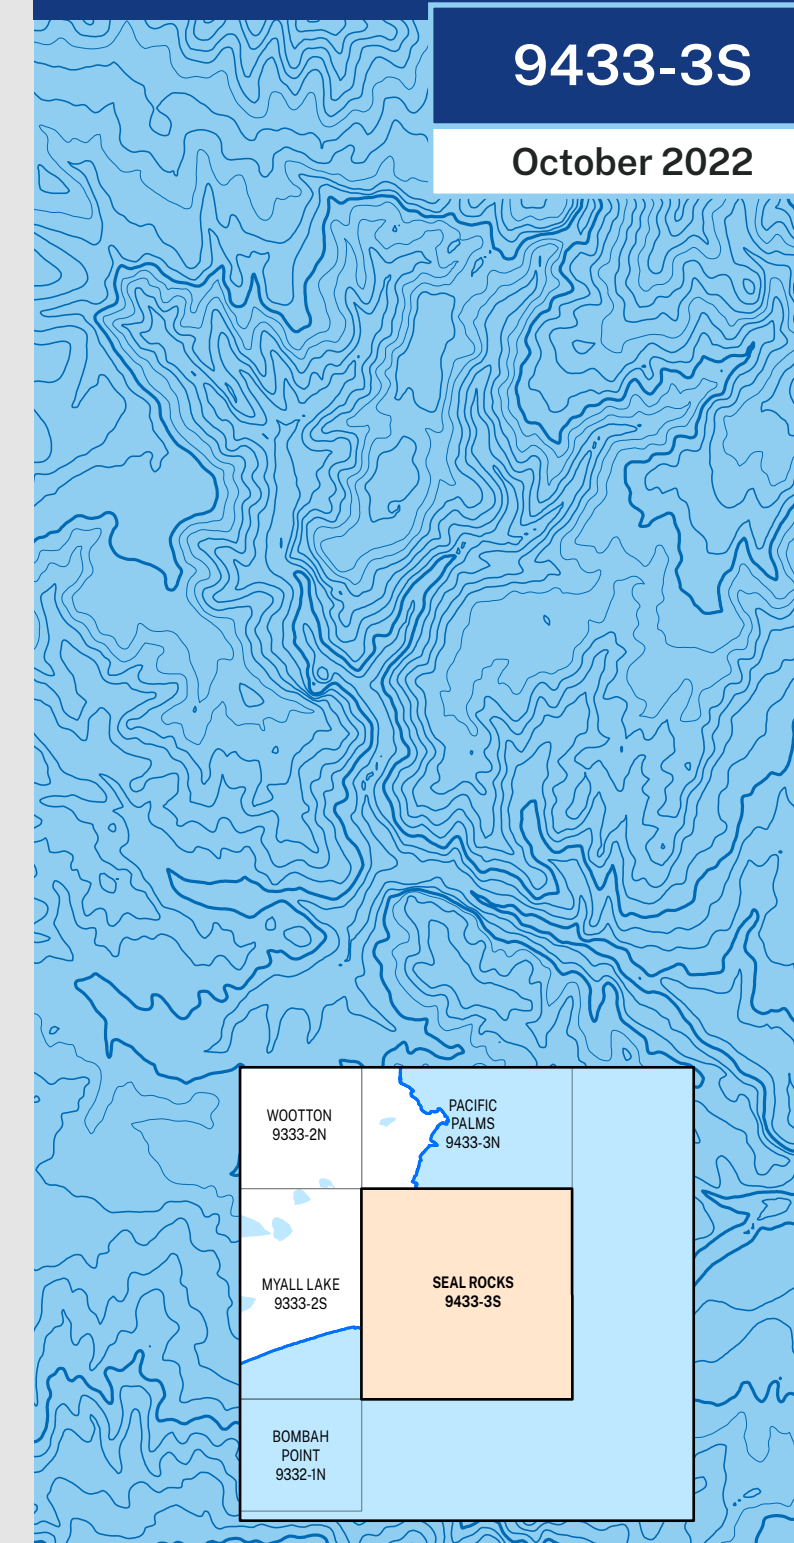 9433-3S
October 2022
WOOTTON
9333-2N
PACIFIC
PALMS
9433-3N
MYALL LAKE
9333-2S
SEAL ROCKS
9433-3S
BOMBAH
POINT
9332-1N